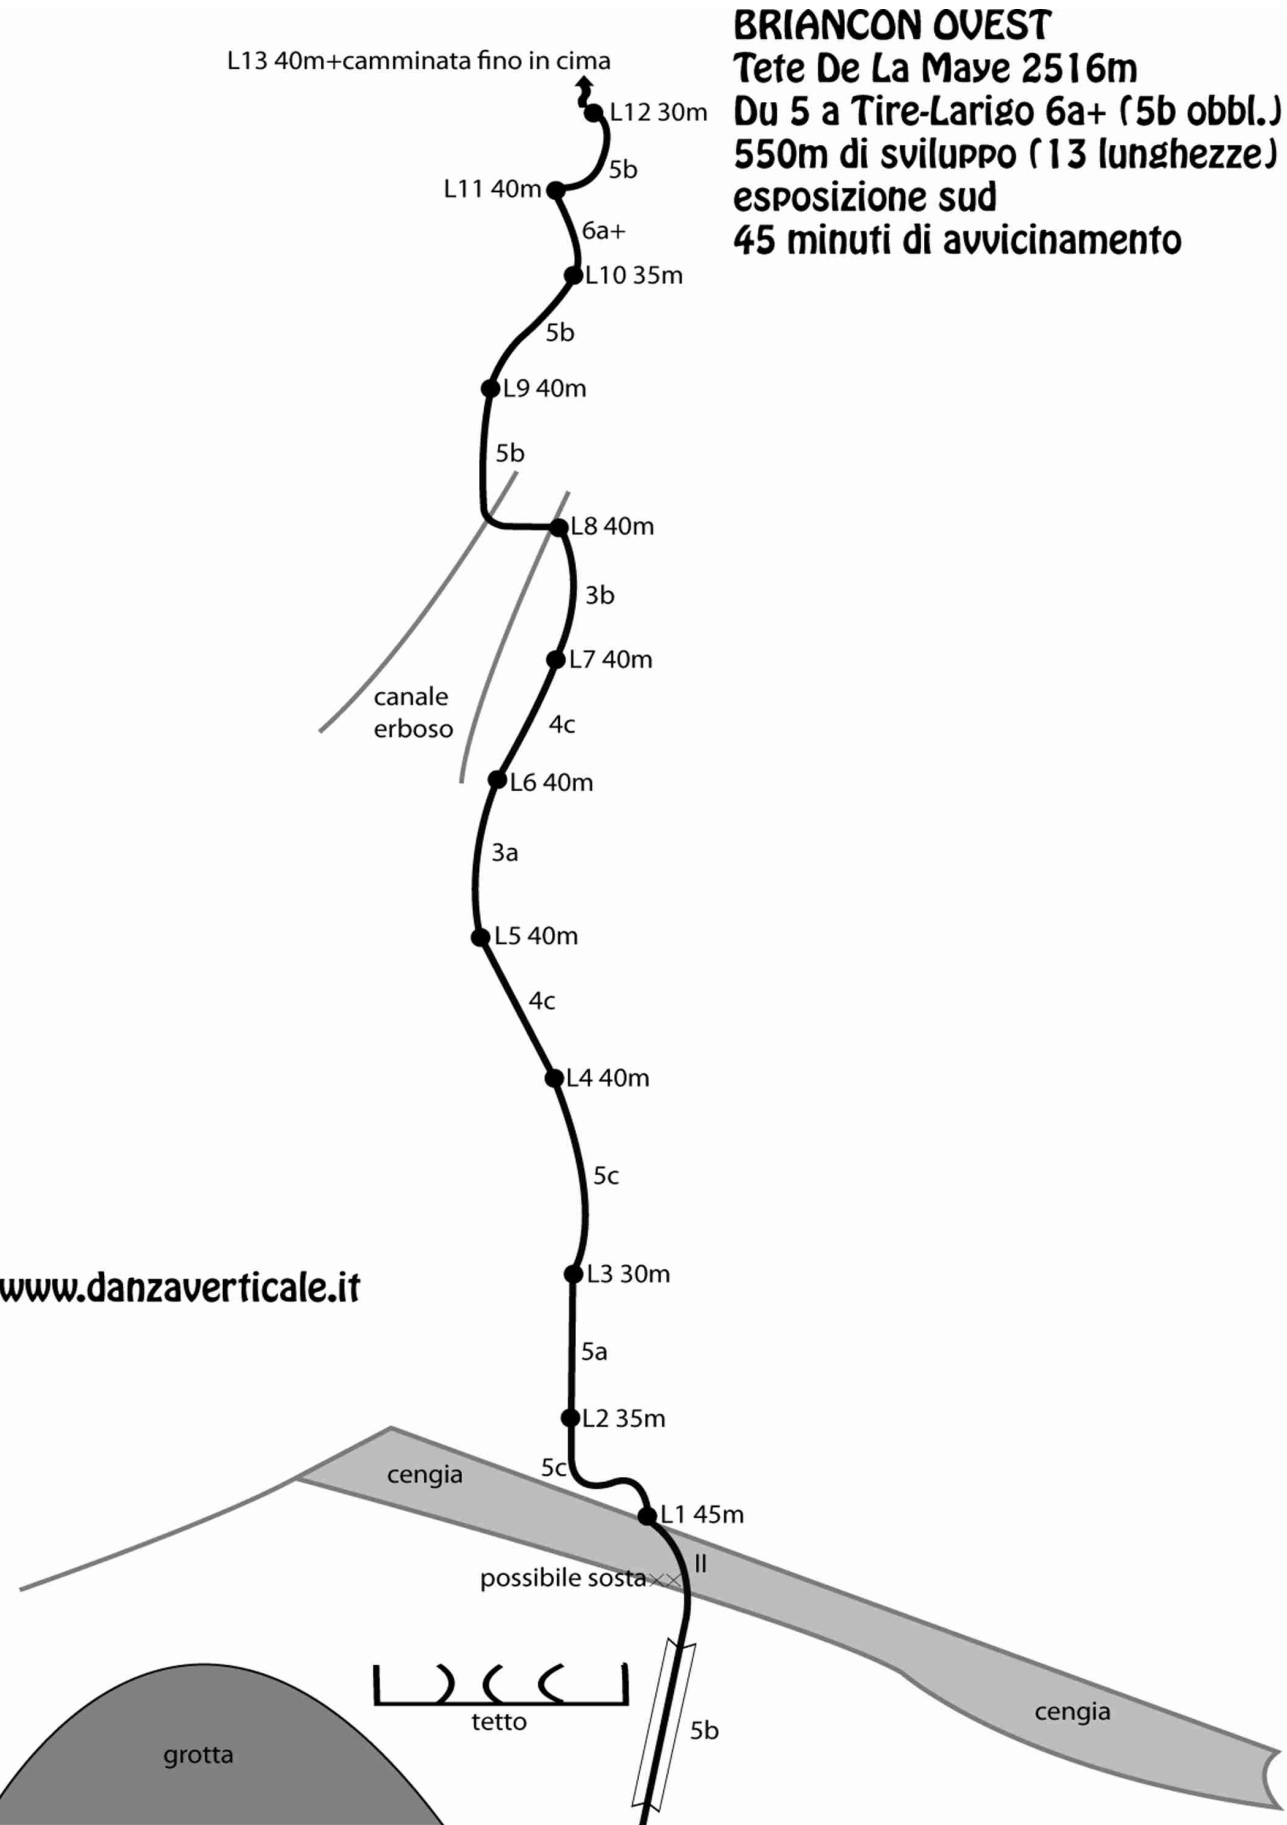 BRIANCON OVEST
Tete De La Maye 2516m
Du 5 a Tire-Larigo 6a+ (5b obbl.)
550m di sviluppo (13 lunghezze)
esposizione sud
45 minuti di avvicinamento
L13 40m+camminata fino in cima
L12 30m
5b
L11 40m
6a+
L10 35m
5b
L9 40m
5b
L8 40m
3b
L7 40m
canale
erboso
4c
L6 40m
3a
L5 40m
4c
L4 40m
5c
L3 30m
www.danzaverticale.it
5a
L2 35m
5c
cengia
L1 45m
II
possibile sosta××
cengia
tetto
5b
grotta